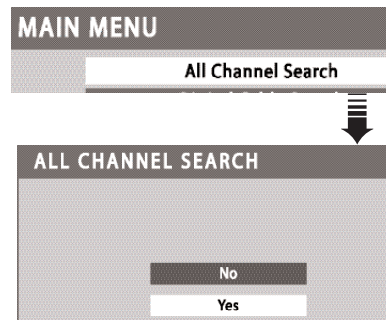 MAIN MENU
All Channel Search
ALL CHANNEL SEARCH
No
Yes